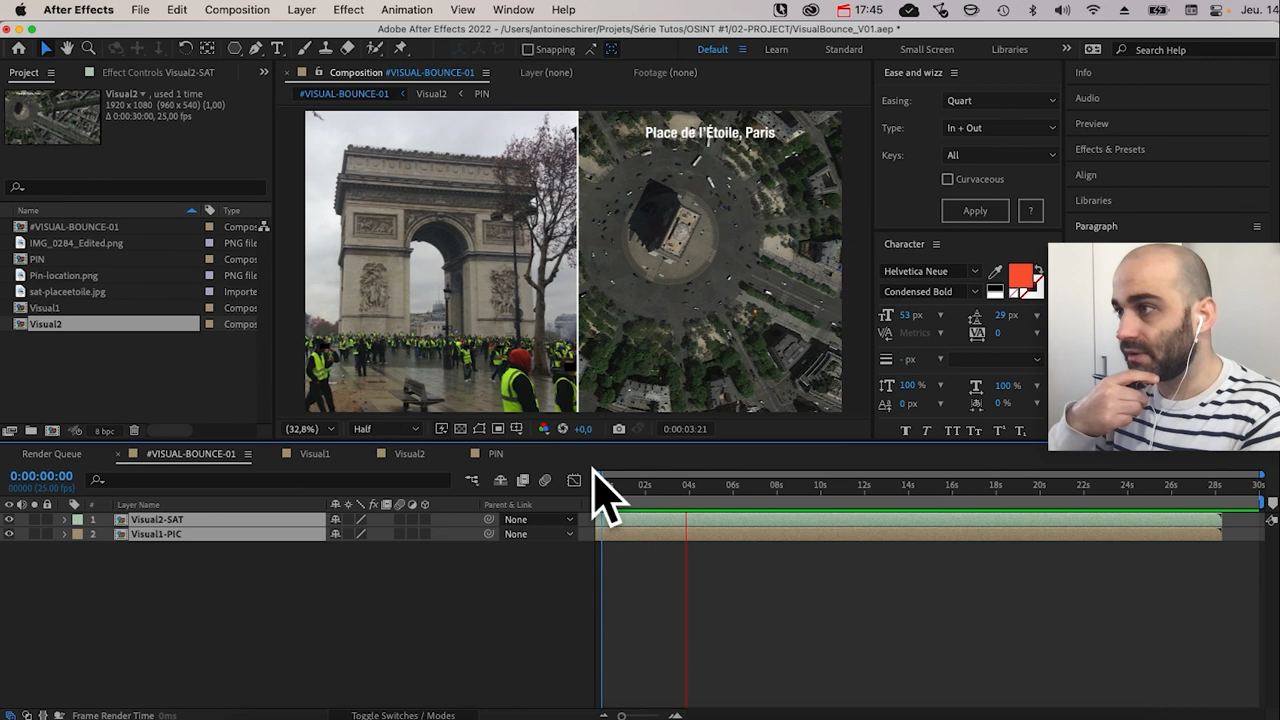 After Effects File Edit Composition Layer Effect Animation View Window Help 17:45 Jeu. 14
Adobe After Effects 2022 - /Users/antoineschirer/Projets/Série Tutos/OSINT #1/02-PROJECT/VisualBounce_V01.aep *
Snapping Default Learn Standard Small Screen Libraries Search Help
Project Effect Controls Visual2-SAT
Composition #VISUAL-BOUNCE-01 Layer (none) Footage (none)
Ease and wizz
Info
Visual2 , used 1 time
1920 x 1080 (960 x 540) (1,00)
Δ 0:00:30:00, 25,00 fps
#VISUAL-BOUNCE-01 Visual2 PIN
Easing: Quart
Audio
Type: In + Out
Preview
Keys: All
Effects & Presets
Curvaceous
Align
Apply ?
Libraries
Place de l'Étoile, Paris
Name Type
#VISUAL-BOUNCE-01 Compos
IMG_0284_Edited.png PNG file
PIN Compos
Pin-location.png PNG file
sat-placeetoile.jpg Importe
Visual1 Compos
Visual2 Compos
Paragraph
Character
Helvetica Neue
Condensed Bold
53 px 29 px
Metrics 0
- px
100 % 100 %
0 px 0 %
T T TT Tt T¹ T₁
8 bpc
(32,8%) Half +0,0 0:00:03:21
Render Queue #VISUAL-BOUNCE-01 Visual1 Visual2 PIN
0:00:00:00
00000 (25.00 fps)
02s 04s 06s 08s 10s 12s 14s 16s 18s 20s 22s 24s 26s 28s 30s
# Layer Name Parent & Link
1 Visual2-SAT None
2 Visual1-PIC None
Frame Render Time 0ms Toggle Switches / Modes